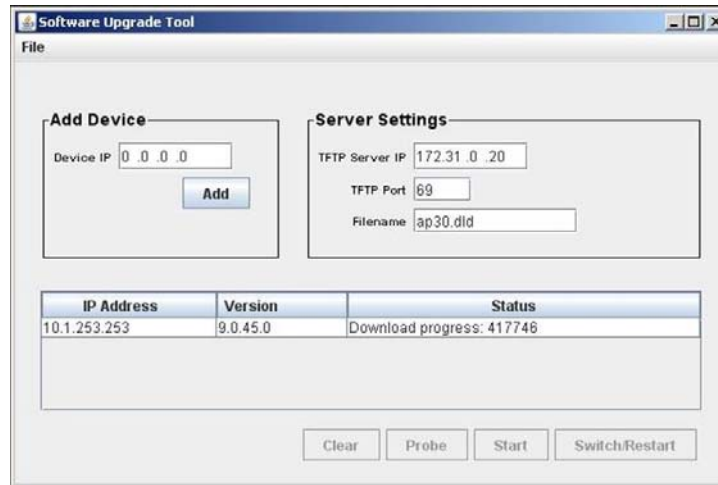 Software Upgrade Tool
File
Add Device
Device IP 0 .0 .0 .0
Add
Server Settings
TFTP Server IP 172.31 .0 .20
TFTP Port 69
Filename ap30.dld
IP Address Version Status
10.1.253.253 9.0.45.0 Download progress: 417746
Clear Probe Start Switch/Restart